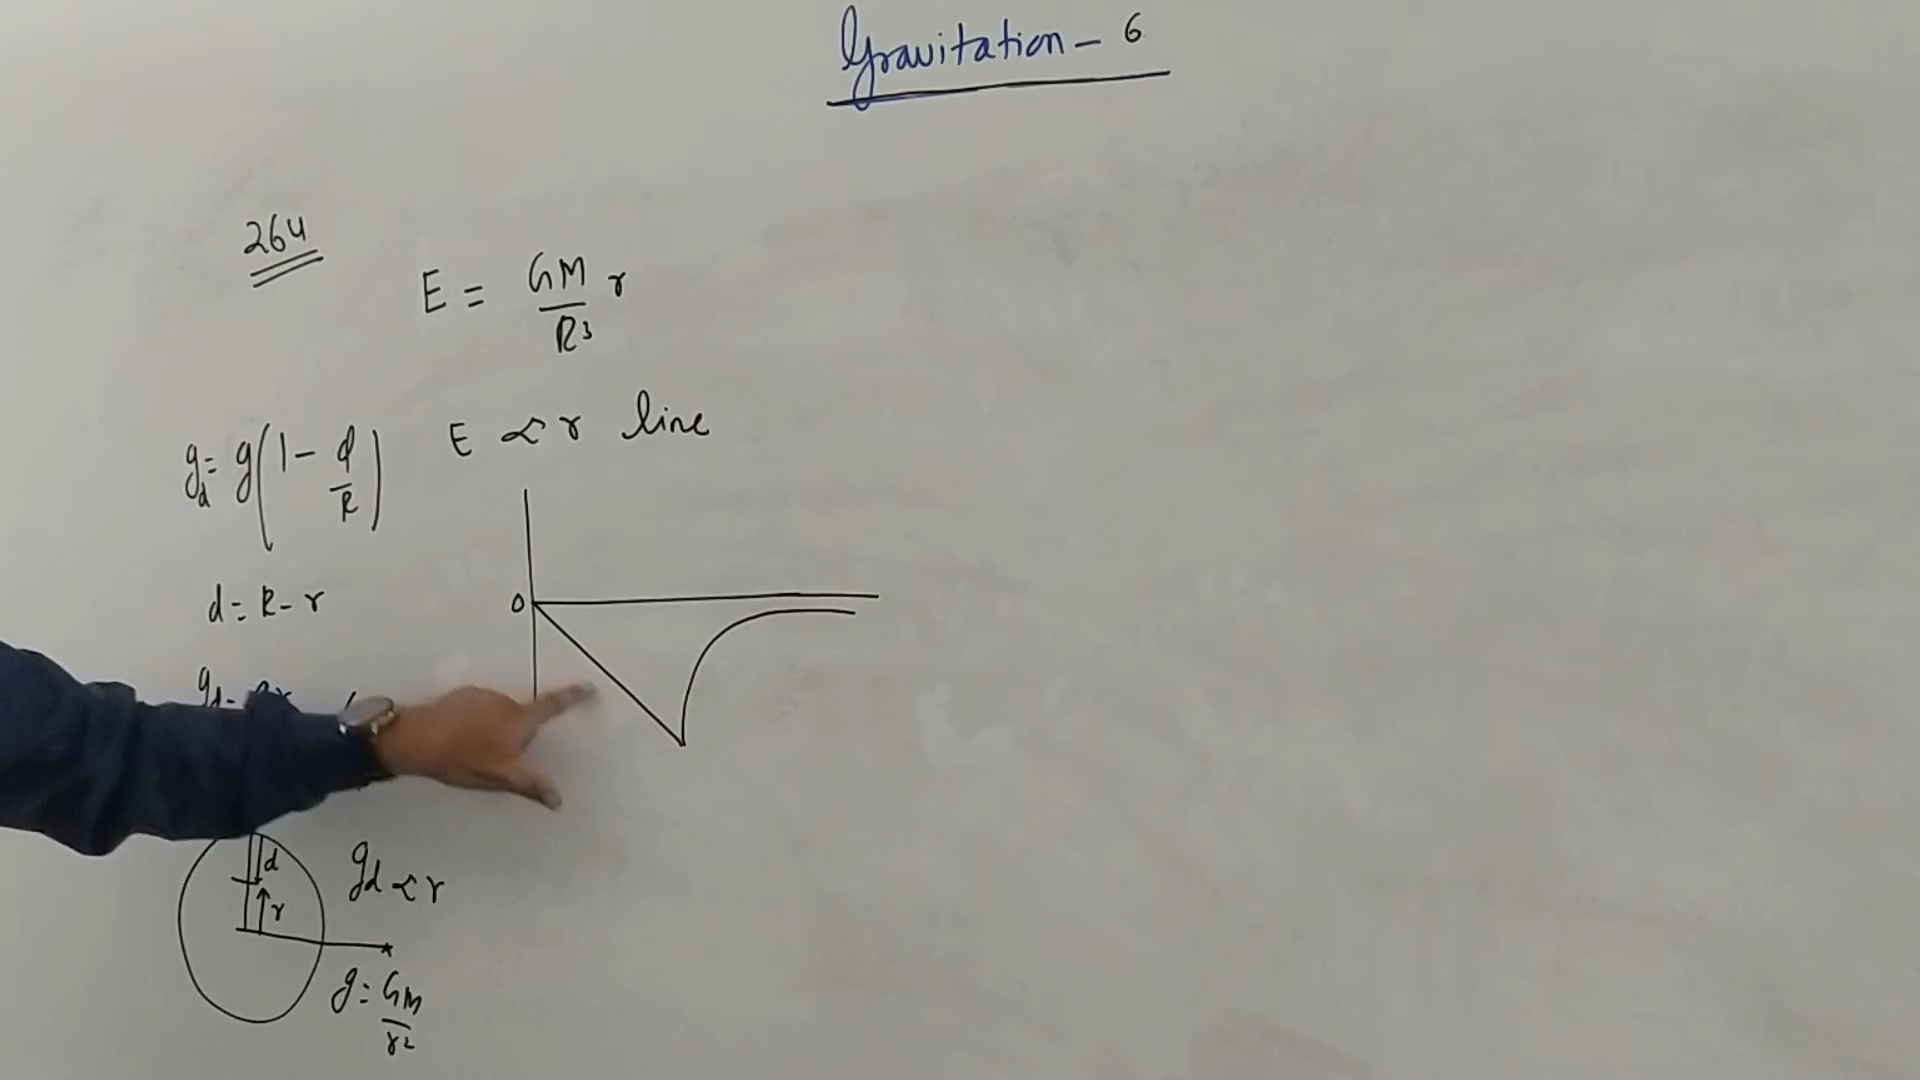 Gravitation - 6
264
E = GM/R³ r
E ∝ r line
g_d = g(1 - d/R)
d = R - r
0
d
r
g_d ∝ r
g = GM/r²